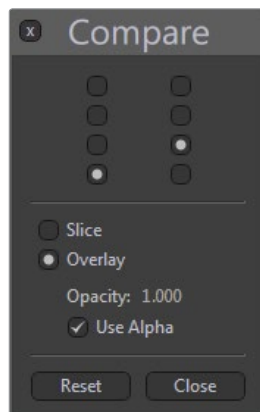 x Compare
Slice
Overlay
Opacity: 1.000
Use Alpha
Reset Close